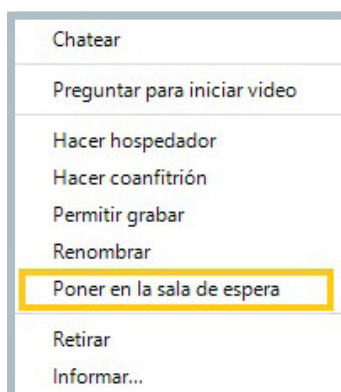 Chatear
Preguntar para iniciar video
Hacer hospedador
Hacer coanfitrión
Permitir grabar
Renombrar
Poner en la sala de espera
Retirar
Informar...